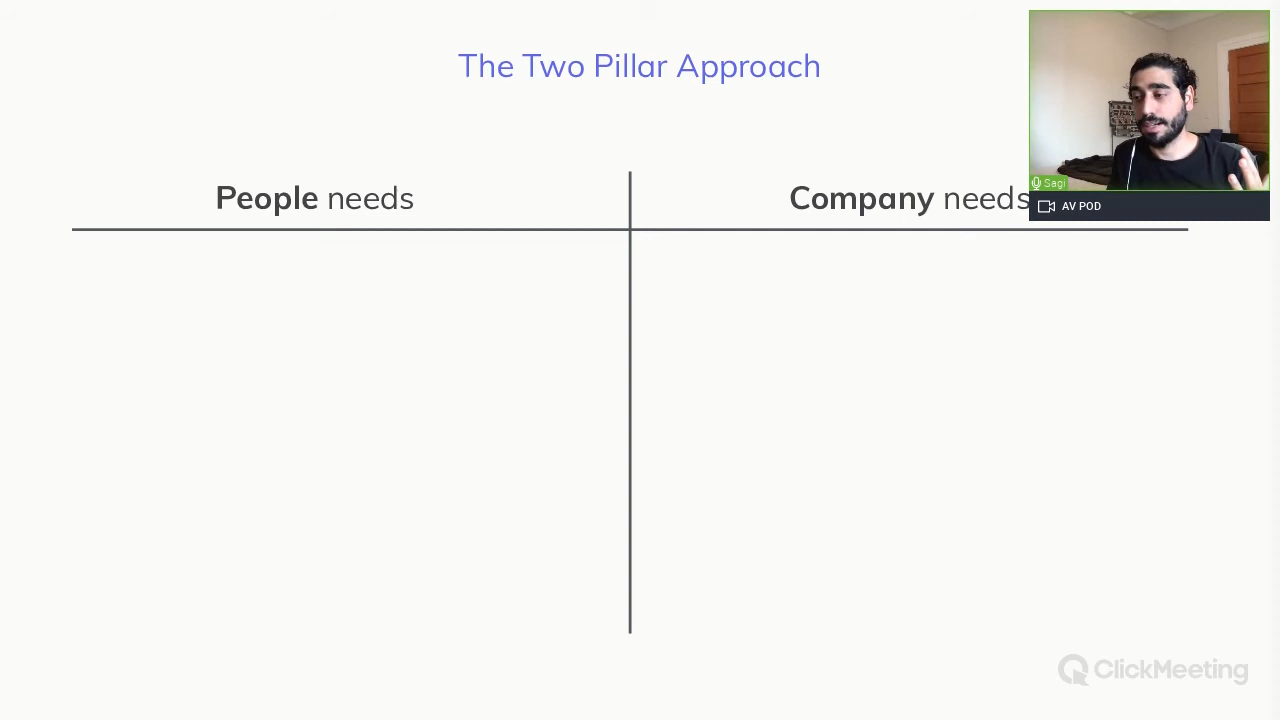 The Two Pillar Approach
People needs
Company needs
Sagi
AV POD
ClickMeeting